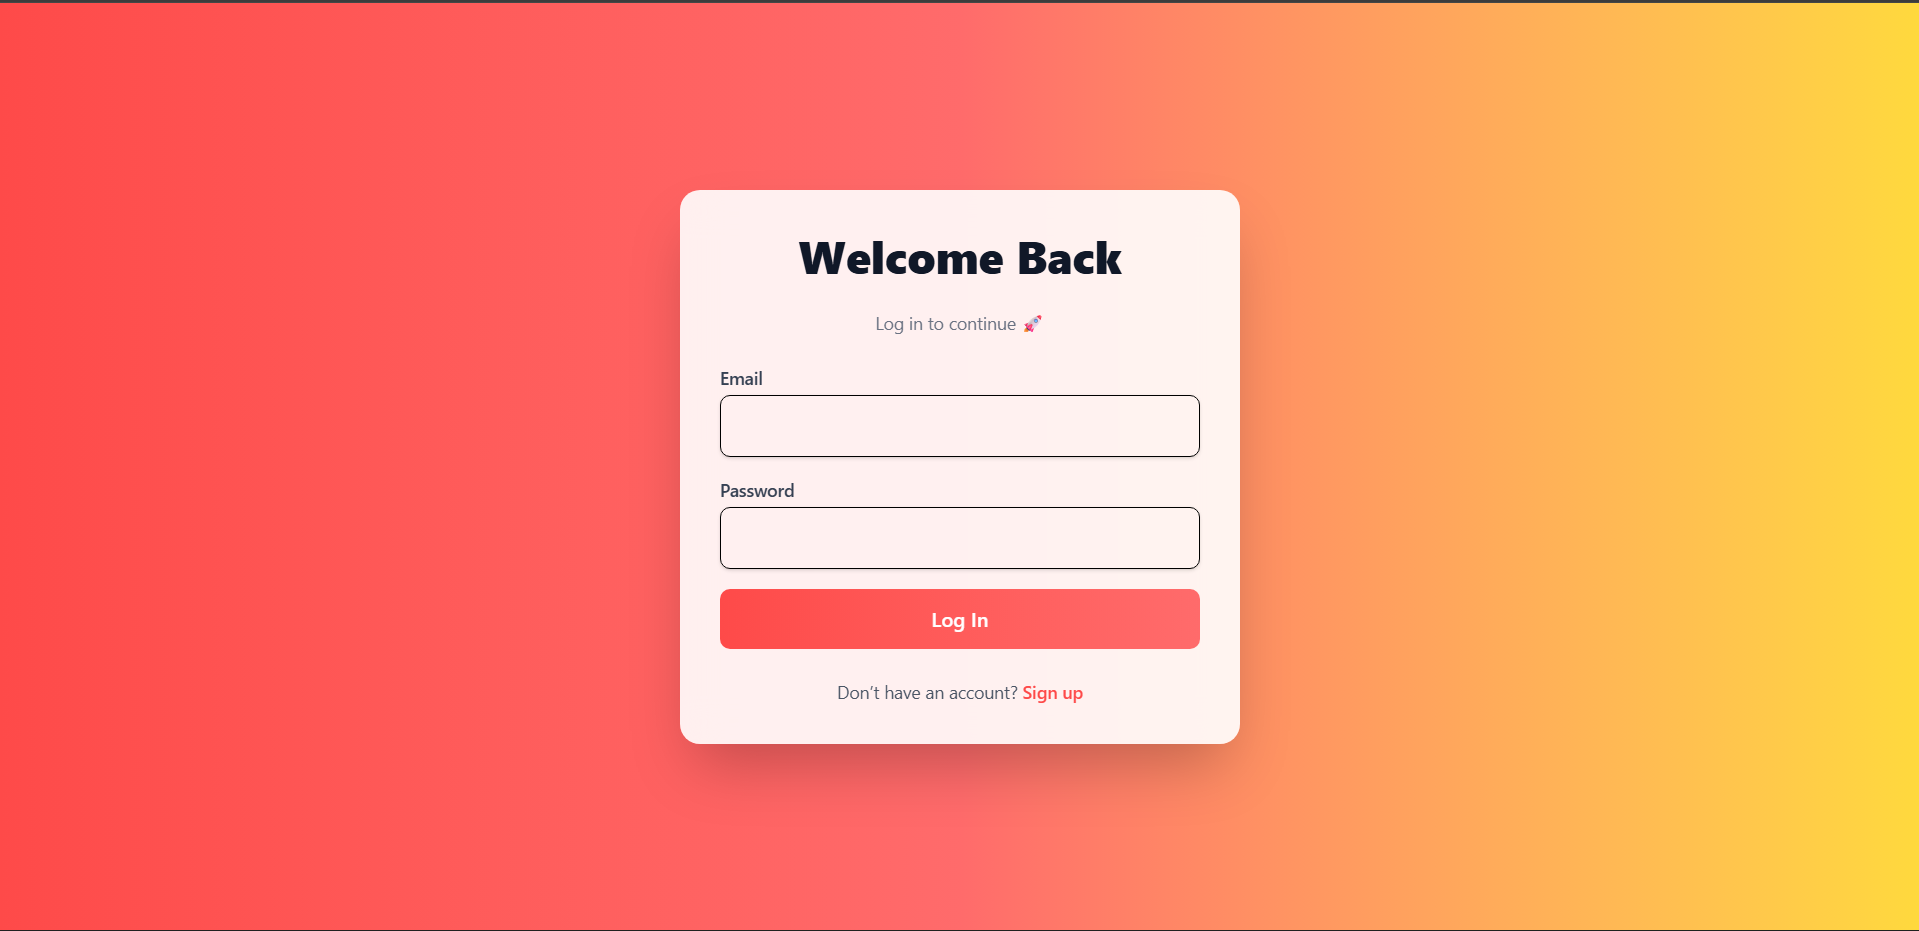 Welcome Back
Log in to continue 🚀
Email
Password
Log In
Don’t have an account? Sign up